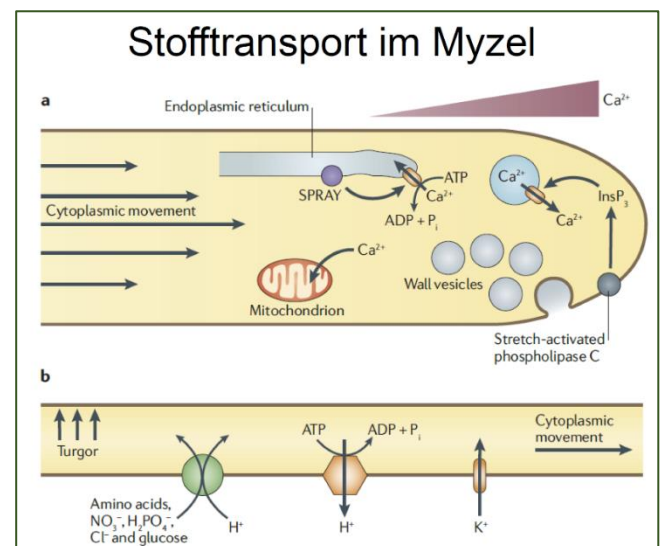 Stofftransport im Myzel
a
Endoplasmic reticulum
Ca²⁺
Cytoplasmic movement
SPRAY
ATP
Ca²⁺
ADP + Pᵢ
Ca²⁺
Ca²⁺
InsP₃
Ca²⁺
Mitochondrion
Wall vesicles
Stretch-activated
phospholipase C
b
Turgor
ATP
ADP + Pᵢ
Cytoplasmic
movement
Amino acids,
NO₃⁻, H₂PO₄⁻,
Cl⁻ and glucose
H⁺
H⁺
K⁺